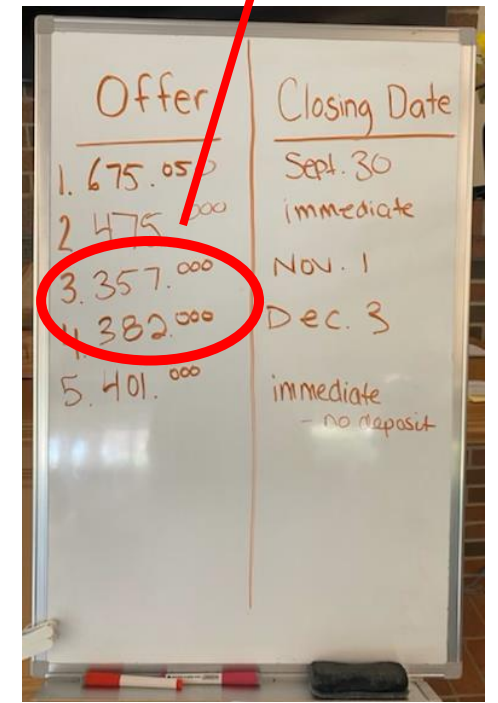 Offer Closing Date
1. 675.050 Sept. 30
2 475 000 immediate
3. 357.000 Nov. 1
4. 382.000 Dec. 3
5. 401.000 immediate
- no deposit